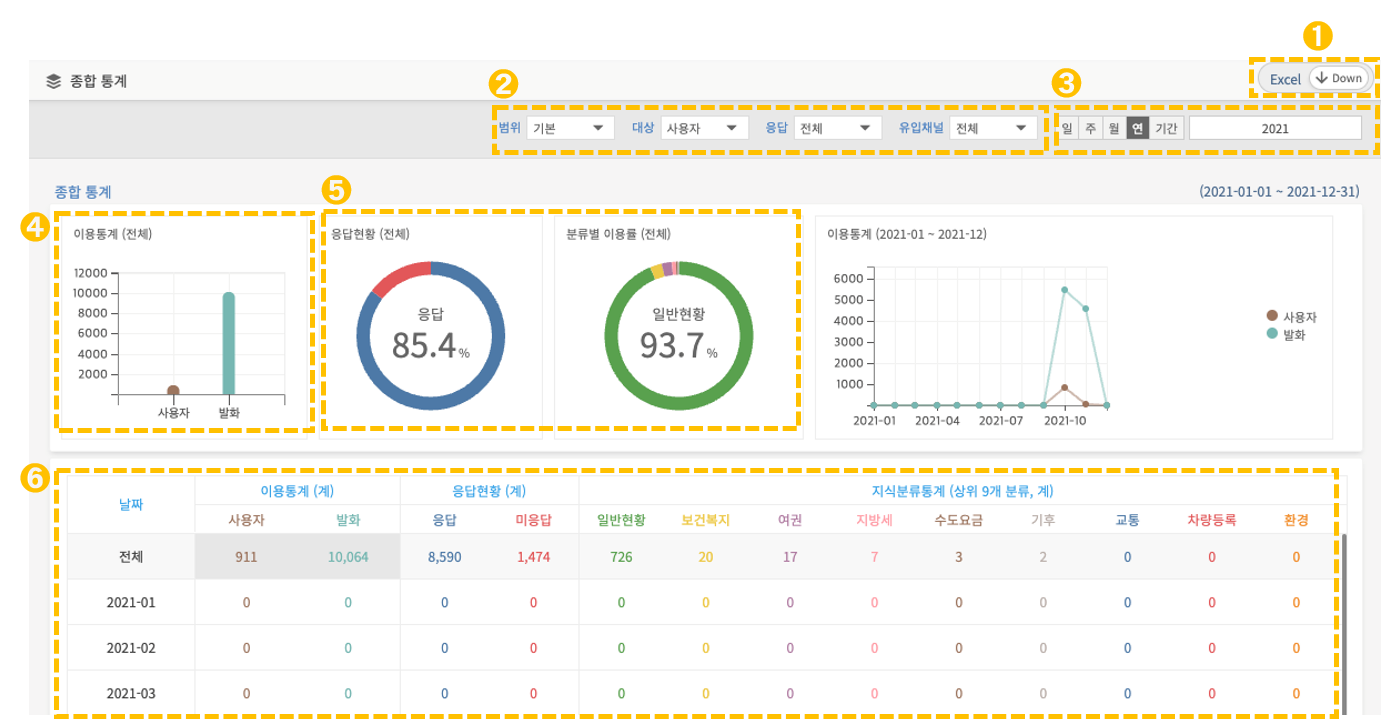 1
종합 통계
Excel Down
2
3
범위 기본 대상 사용자 응답 전체 유입채널 전체 일 주 월 연 기간 2021
종합 통계
(2021-01-01 ~ 2021-12-31)
4
이용통계 (전체)
12000
10000
8000
6000
4000
2000
사용자 발화
5
응답현황 (전체)
응답
85.4%
분류별 이용률 (전체)
일반현황
93.7%
이용통계 (2021-01 ~ 2021-12)
6000
5000
4000
3000
2000
1000
2021-01 2021-04 2021-07 2021-10
사용자
발화
6
날짜 이용통계 (계) 응답현황 (계) 지식분류통계 (상위 9개 분류, 계)
사용자 발화 응답 미응답 일반현황 보건복지 여권 지방세 수도요금 기후 교통 차량등록 환경
전체 911 10,064 8,590 1,474 726 20 17 7 3 2 0 0 0
2021-01 0 0 0 0 0 0 0 0 0 0 0 0 0
2021-02 0 0 0 0 0 0 0 0 0 0 0 0 0
2021-03 0 0 0 0 0 0 0 0 0 0 0 0 0